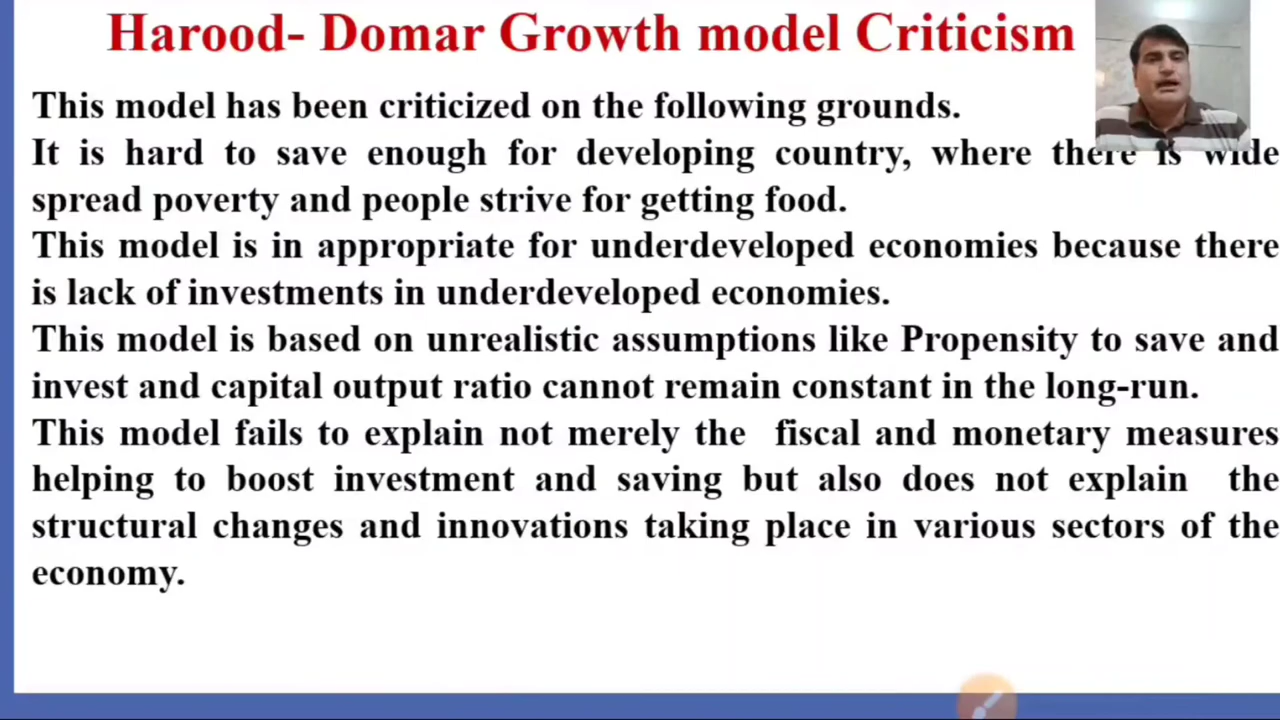 Harood- Domar Growth model Criticism
This model has been criticized on the following grounds.
It is hard to save enough for developing country, where there is wide
spread poverty and people strive for getting food.
This model is in appropriate for underdeveloped economies because there
is lack of investments in underdeveloped economies.
This model is based on unrealistic assumptions like Propensity to save and
invest and capital output ratio cannot remain constant in the long-run.
This model fails to explain not merely the fiscal and monetary measures
helping to boost investment and saving but also does not explain the
structural changes and innovations taking place in various sectors of the
economy.